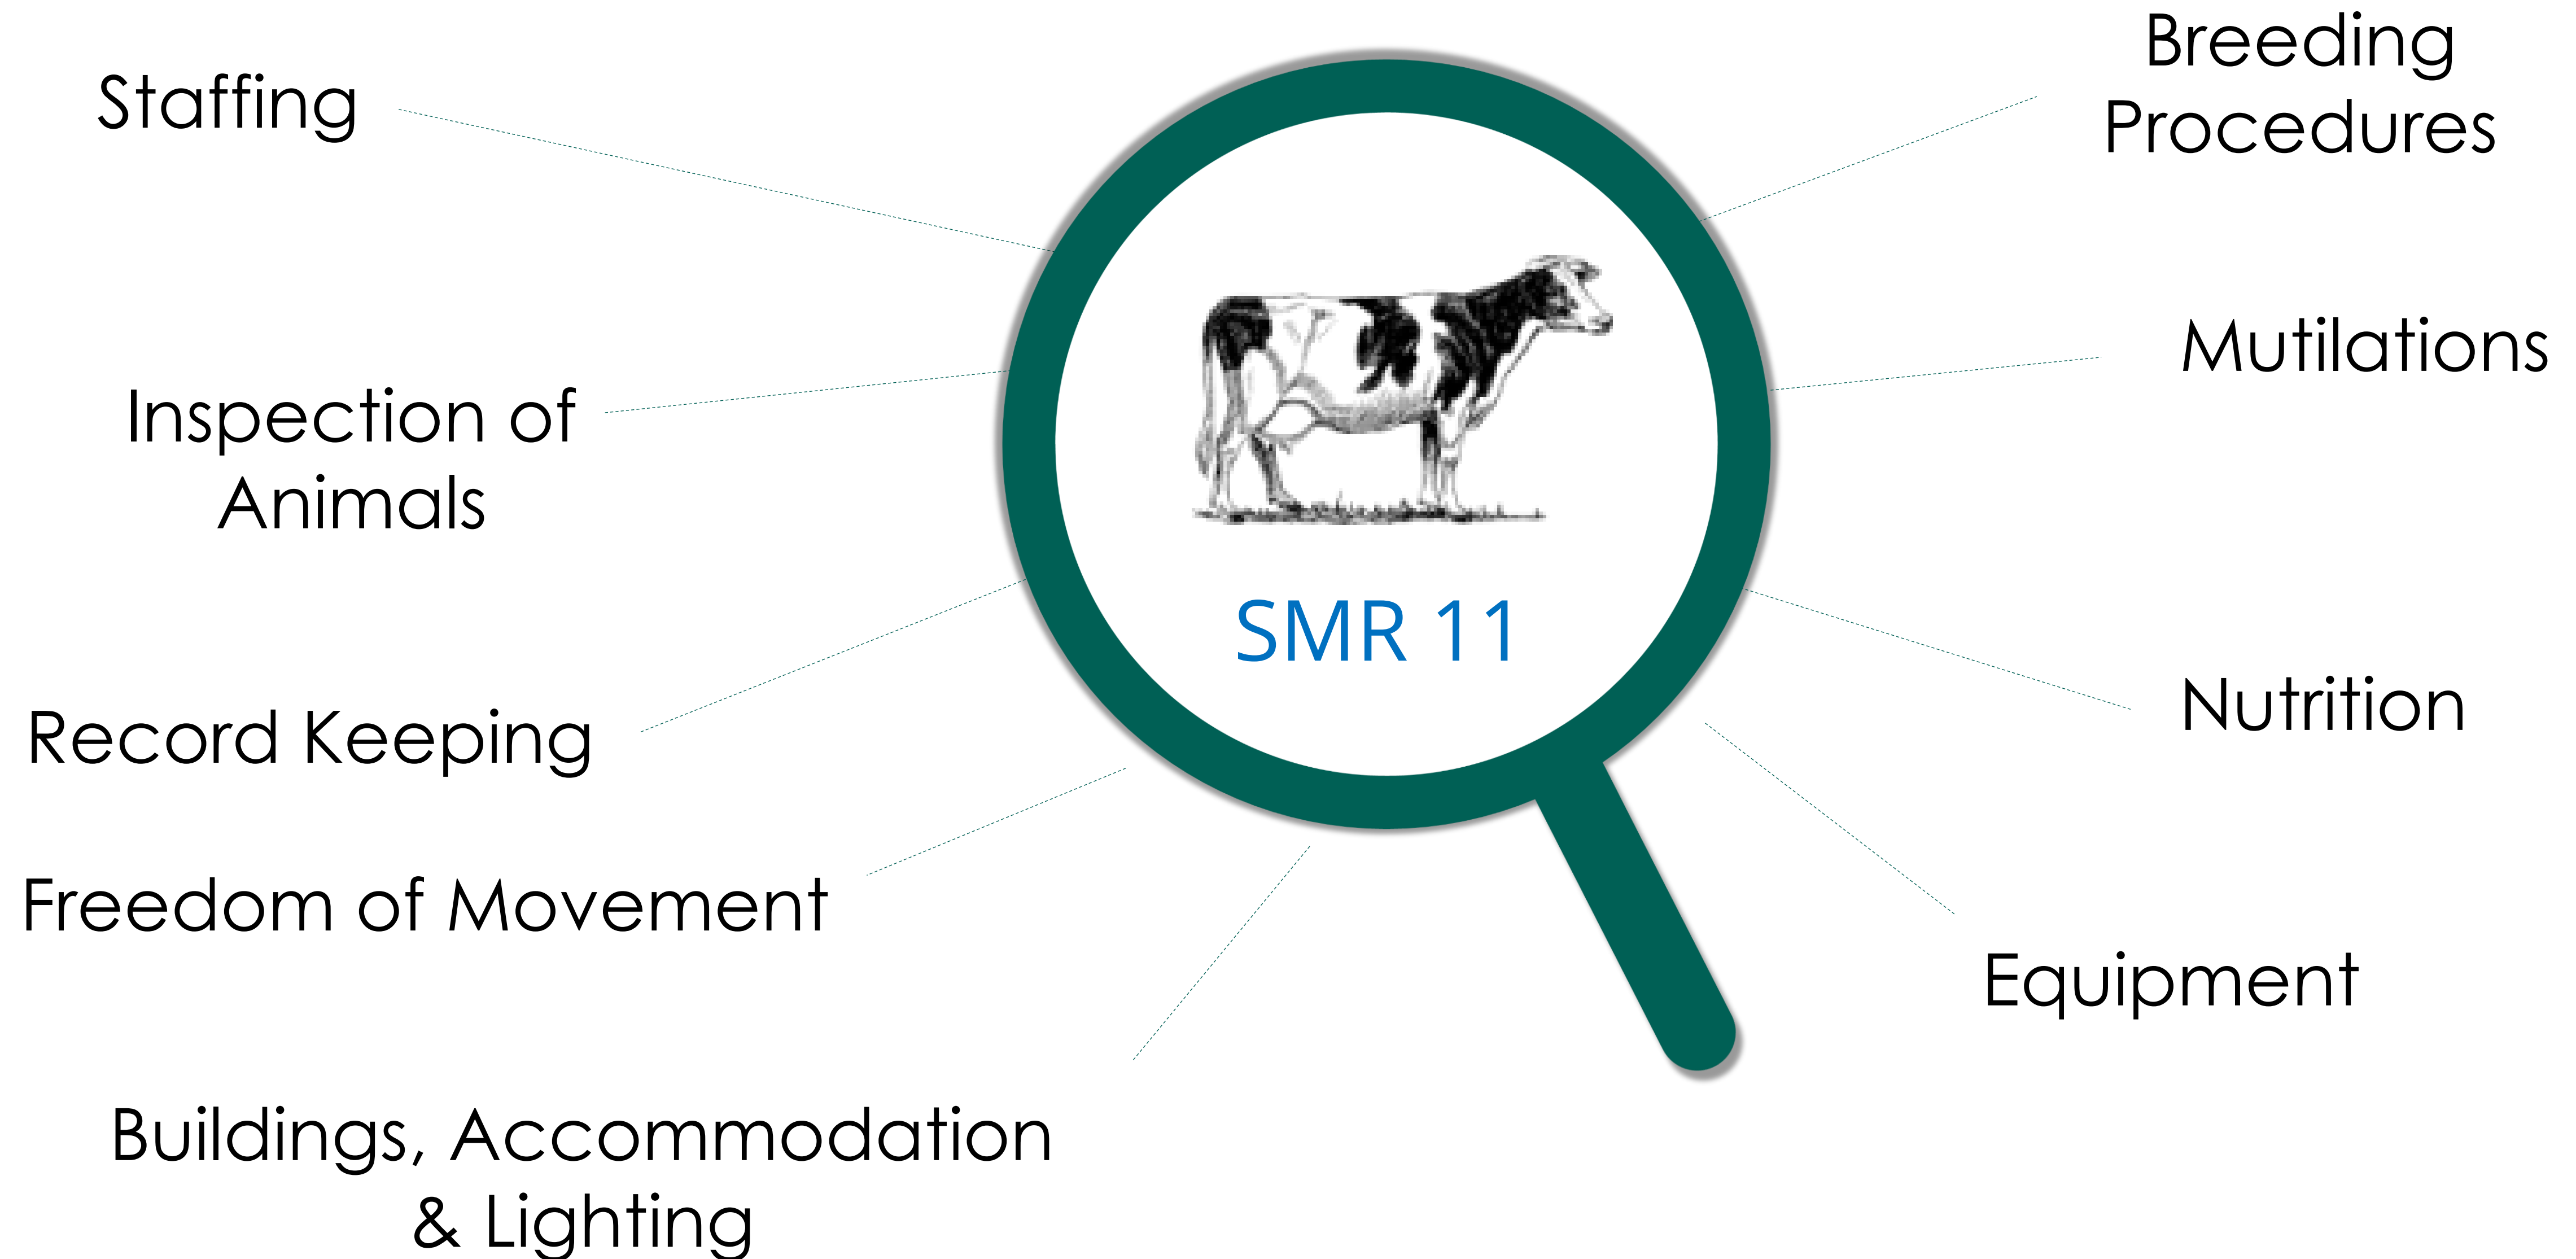 Staffing
Inspection of
Animals
Record Keeping
Freedom of Movement
Buildings, Accommodation
& Lighting
SMR 11
Breeding
Procedures
Mutilations
Nutrition
Equipment